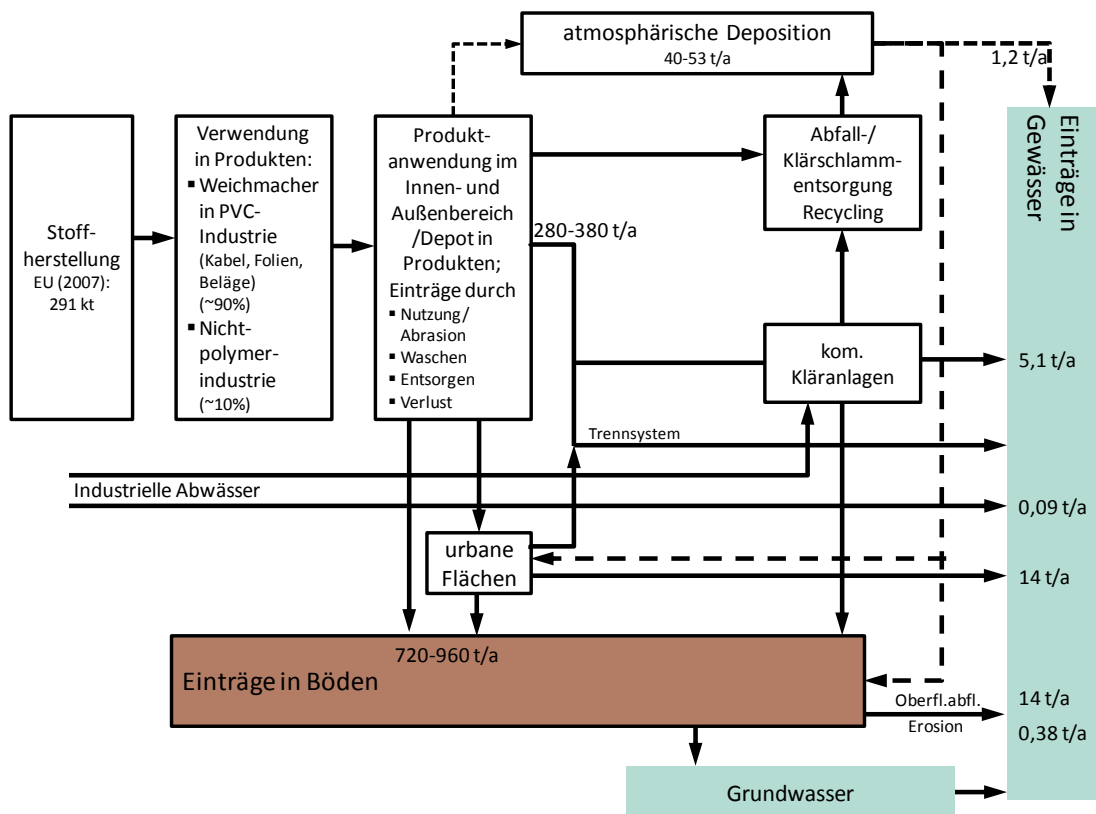 atmosphärische Deposition
40-53 t/a
1,2 t/a
Stoff-
herstellung
EU (2007):
291 kt
Verwendung
in Produkten:
▪ Weichmacher
in PVC-
Industrie
(Kabel, Folien,
Beläge)
(~90%)
▪ Nicht-
polymer-
industrie
(~10%)
Produkt-
anwendung im
Innen- und
Außenbereich
/Depot in
Produkten;
Einträge durch
▪ Nutzung/
Abrasion
▪ Waschen
▪ Entsorgen
▪ Verlust
280-380 t/a
Abfall-/
Klärschlamm-
entsorgung
Recycling
kom.
Kläranlagen
Einträge in
Gewässer
5,1 t/a
Trennsystem
Industrielle Abwässer
0,09 t/a
urbane
Flächen
14 t/a
720-960 t/a
Einträge in Böden
Oberfl.abfl.
Erosion
14 t/a
0,38 t/a
Grundwasser